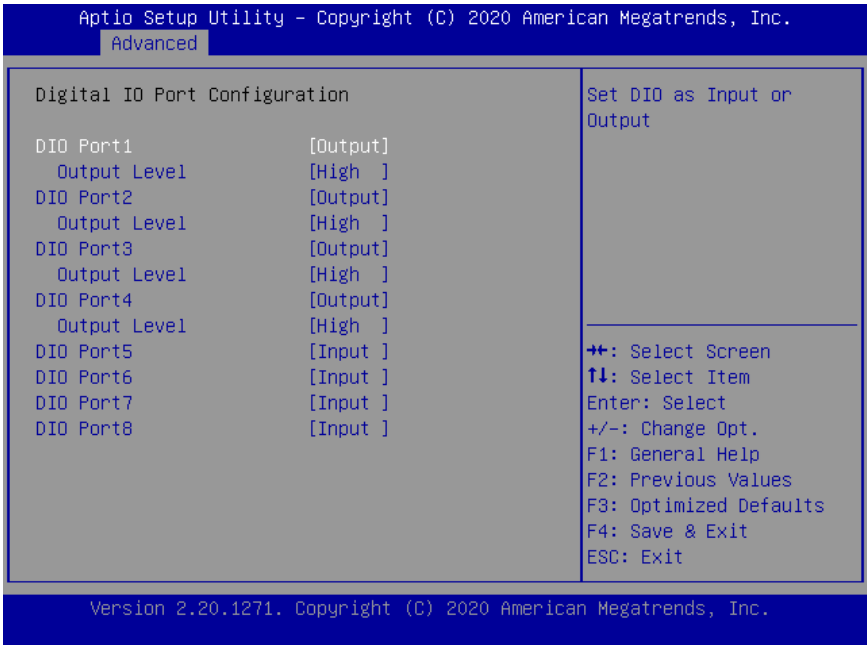 Aptio Setup Utility – Copyright (C) 2020 American Megatrends, Inc.
Advanced
Digital IO Port Configuration
DIO Port1 [Output]
Output Level [High ]
DIO Port2 [Output]
Output Level [High ]
DIO Port3 [Output]
Output Level [High ]
DIO Port4 [Output]
Output Level [High ]
DIO Port5 [Input ]
DIO Port6 [Input ]
DIO Port7 [Input ]
DIO Port8 [Input ]
Set DIO as Input or
Output
→←: Select Screen
↑↓: Select Item
Enter: Select
+/-: Change Opt.
F1: General Help
F2: Previous Values
F3: Optimized Defaults
F4: Save & Exit
ESC: Exit
Version 2.20.1271. Copyright (C) 2020 American Megatrends, Inc.